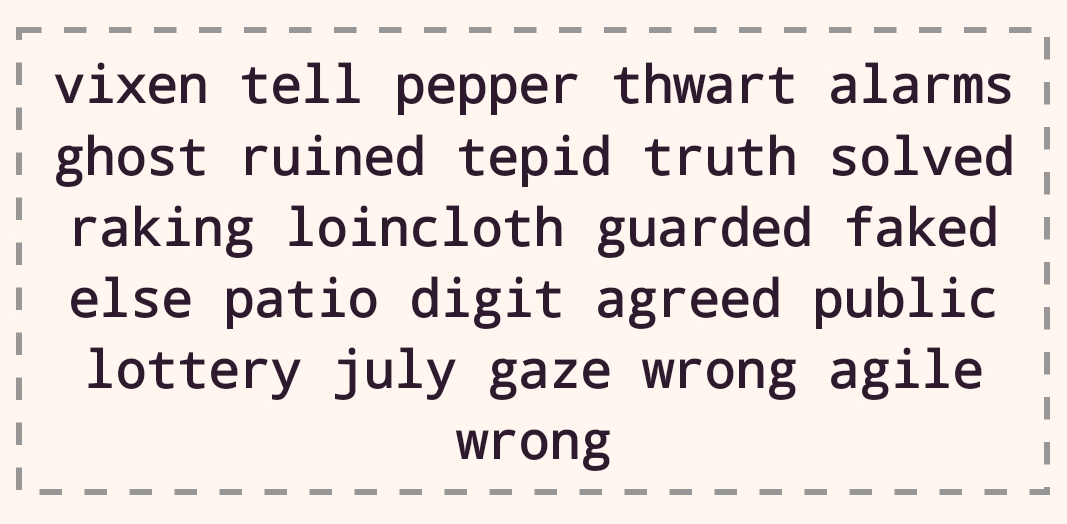 vixen tell pepper thwart alarms
ghost ruined tepid truth solved
raking loincloth guarded faked
else patio digit agreed public
lottery july gaze wrong agile
wrong